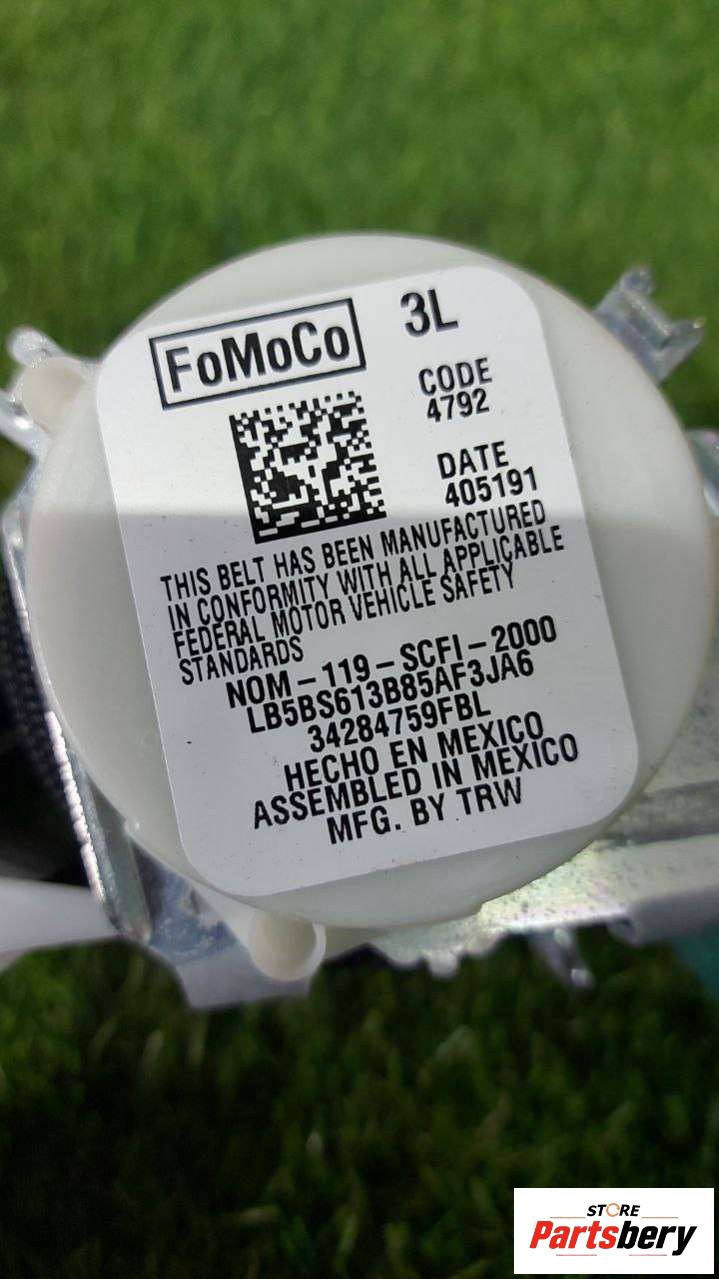 FoMoCo
3L
CODE
4792
DATE
405191
THIS BELT HAS BEEN MANUFACTURED
IN CONFORMITY WITH ALL APPLICABLE
FEDERAL MOTOR VEHICLE SAFETY
STANDARDS
NOM-119-SCFI-2000
LB5BS613B85AF3JA6
34284759FBL
HECHO EN MEXICO
ASSEMBLED IN MEXICO
MFG. BY TRW
STORE
Partsbery